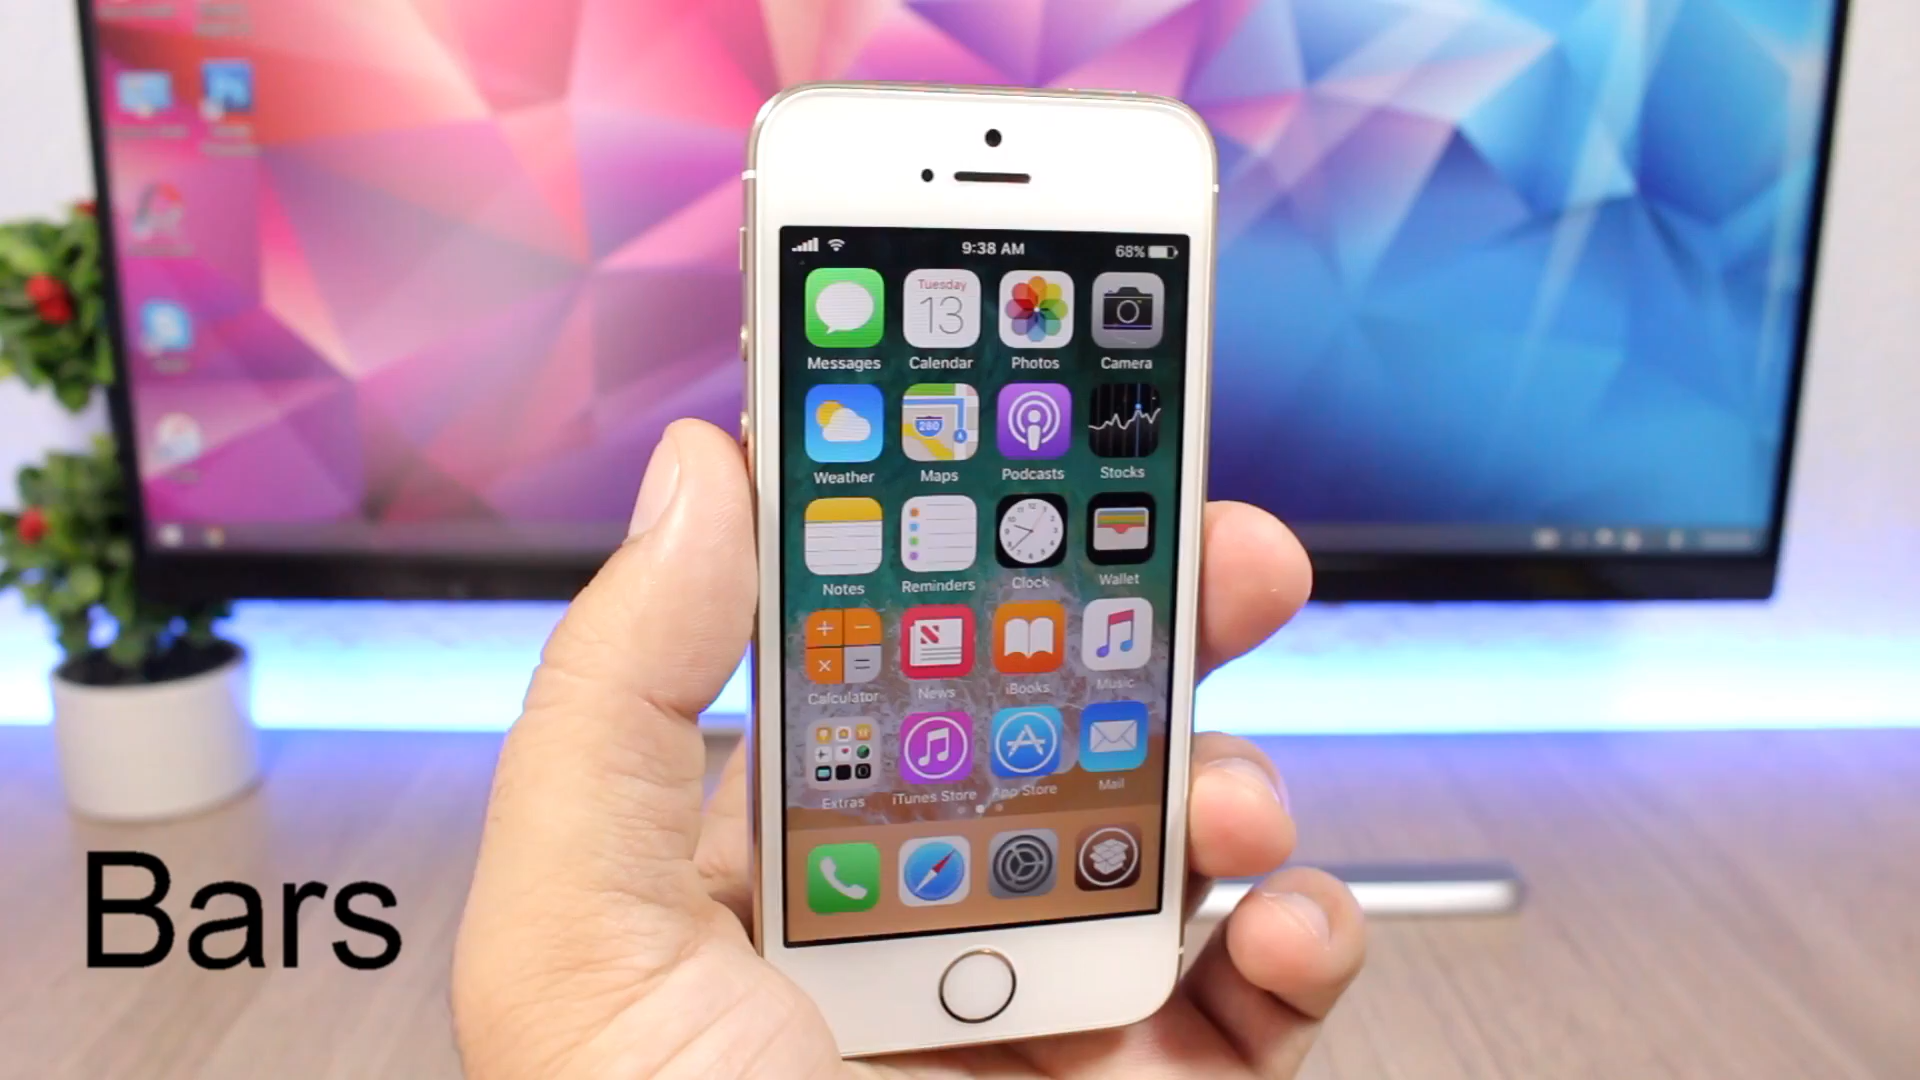 9:38 AM 68%
Tuesday
13
Messages Calendar Photos Camera
280
Weather Maps Podcasts Stocks
Notes Reminders Clock Wallet
Calculator News iBooks Music
Extras iTunes Store App Store Mail
Bars